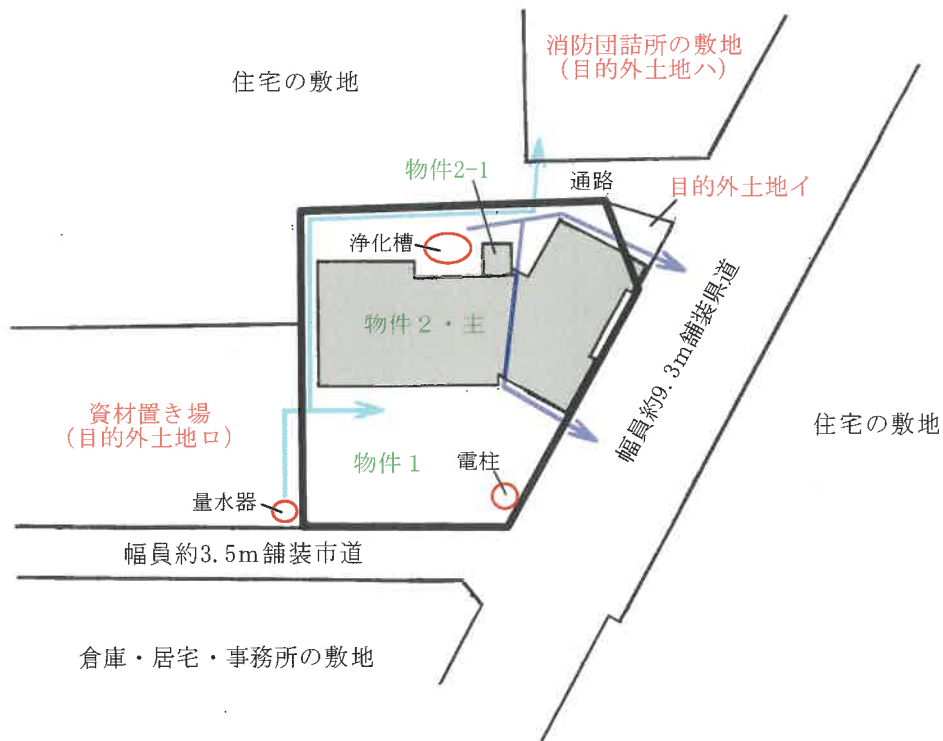 消防団詰所の敷地
(目的外土地ハ)
住宅の敷地
物件2-1
通路
目的外土地イ
浄化槽
物件2・主
幅員約9.3m舗装県道
資材置き場
(目的外土地ロ)
住宅の敷地
物件1
電柱
量水器
幅員約3.5m舗装市道
倉庫・居宅・事務所の敷地